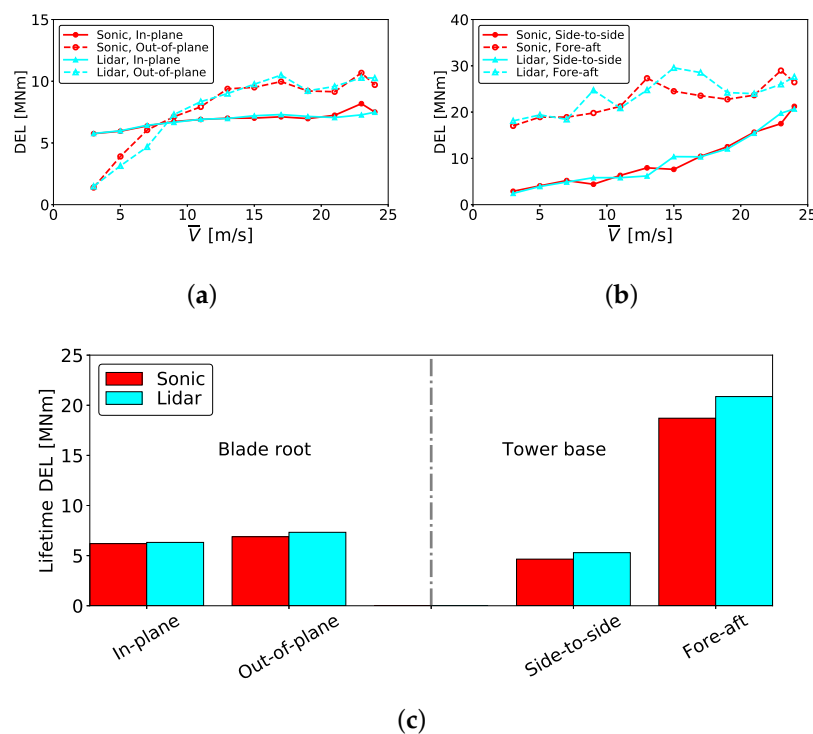 15
10
5
0
DEL [MNm]
Sonic, In-plane
Sonic, Out-of-plane
Lidar, In-plane
Lidar, Out-of-plane
0 5 10 15 20 25
V̅ [m/s]
(a)
40
30
20
10
0
DEL [MNm]
Sonic, Side-to-side
Sonic, Fore-aft
Lidar, Side-to-side
Lidar, Fore-aft
0 5 10 15 20 25
V̅ [m/s]
(b)
25
20
15
10
5
0
Lifetime DEL [MNm]
Sonic
Lidar
Blade root
Tower base
In-plane
Out-of-plane
Side-to-side
Fore-aft
(c)